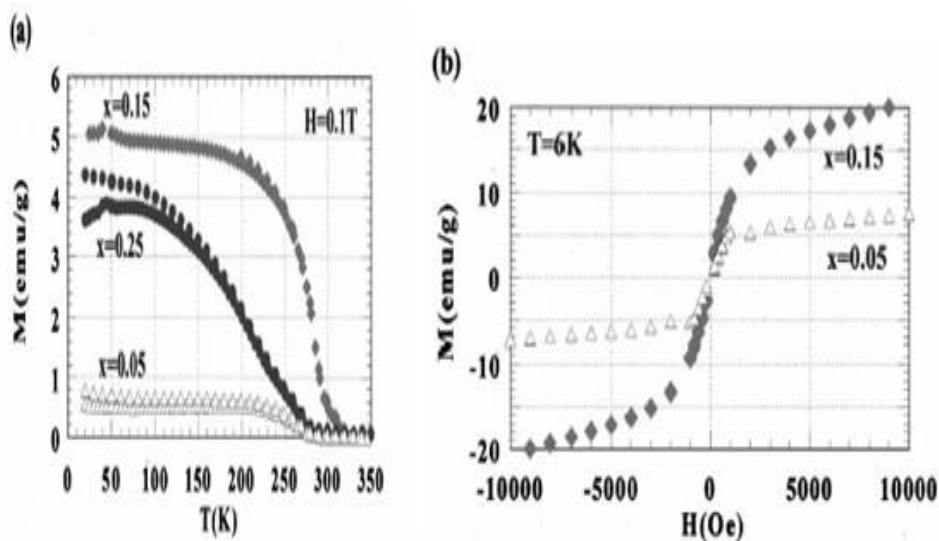 (a)
M(emu/g)
6
5
4
3
2
1
0
x=0.15
H=0.1T
x=0.25
x=0.05
0 50 100 150 200 250 300 350
T(K)
(b)
M(emu/g)
20
10
0
-10
-20
T=6K
x=0.15
x=0.05
-10000 -5000 0 5000 10000
H(Oe)